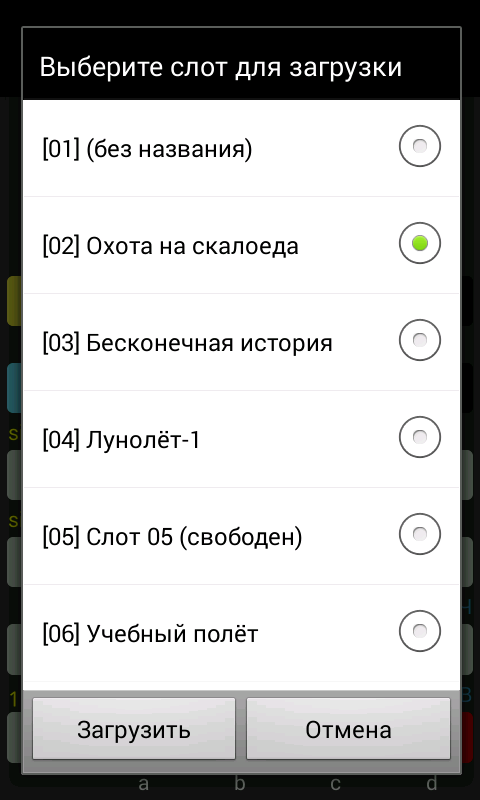 Выберите слот для загрузки
[01] (без названия)
[02] Охота на скалоеда
[03] Бесконечная история
[04] Лунолёт-1
[05] Слот 05 (свободен)
[06] Учебный полёт
Загрузить
Отмена
a b c d